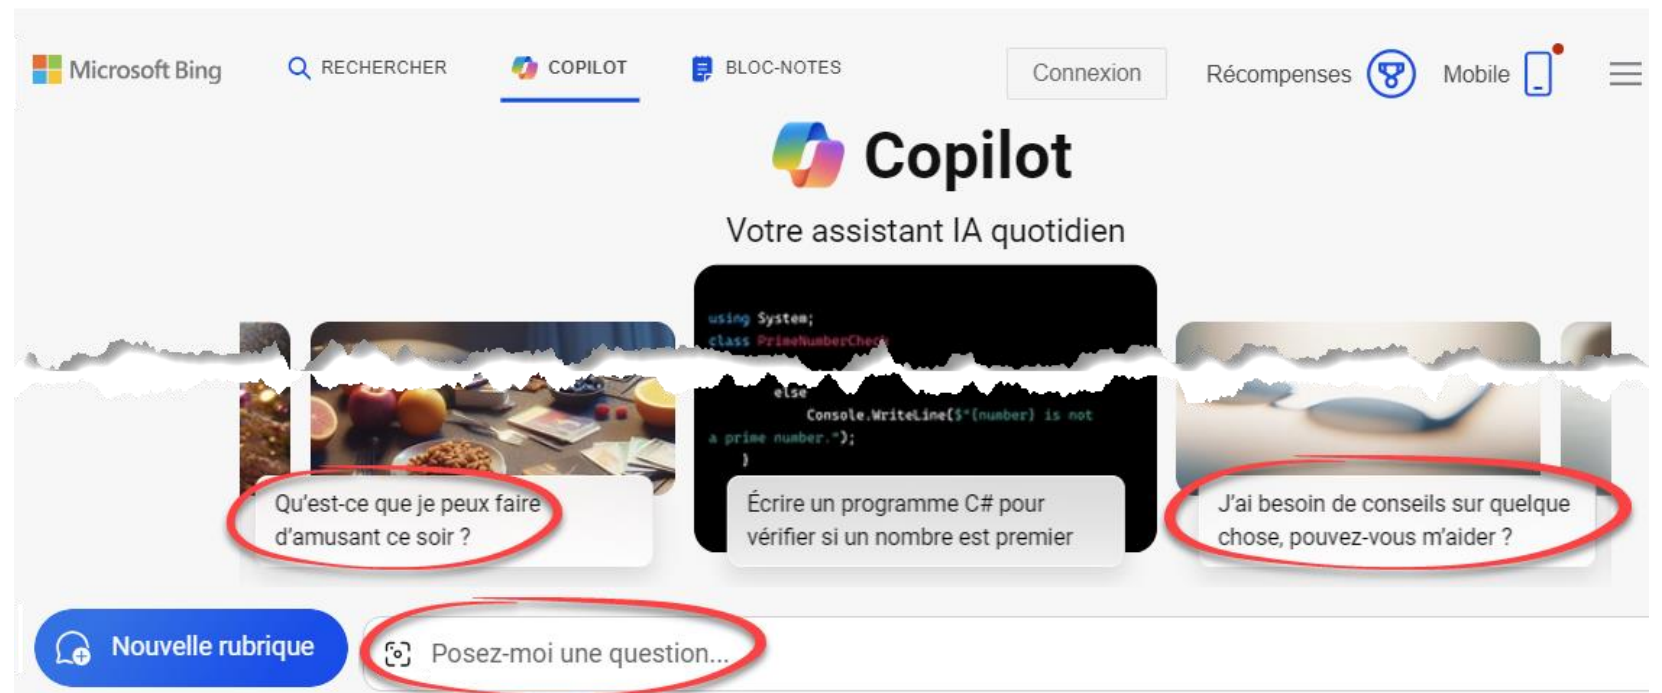 Microsoft Bing
RECHERCHER
COPILOT
BLOC-NOTES
Connexion
Récompenses
Mobile
Copilot
Votre assistant IA quotidien
using System;
class PrimeNumberCheck
else
Console.WriteLine($"{number} is not
a prime number.");
}
Qu’est-ce que je peux faire
d’amusant ce soir ?
Écrire un programme C# pour
vérifier si un nombre est premier
J’ai besoin de conseils sur quelque
chose, pouvez-vous m’aider ?
Nouvelle rubrique
Posez-moi une question...